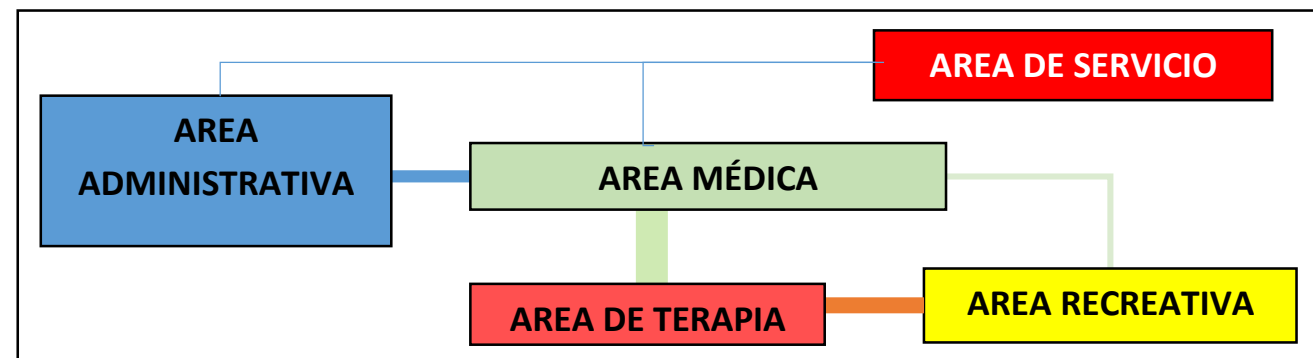 AREA DE SERVICIO
AREA
ADMINISTRATIVA
AREA MÉDICA
AREA DE TERAPIA
AREA RECREATIVA